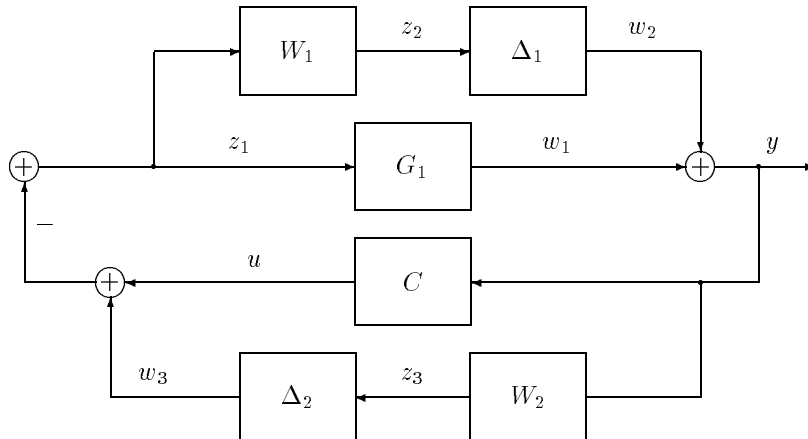 W₁ z₂ Δ₁ w₂
+ z₁ G₁ w₁ + y
−
+ u C
w₃ Δ₂ z₃ W₂